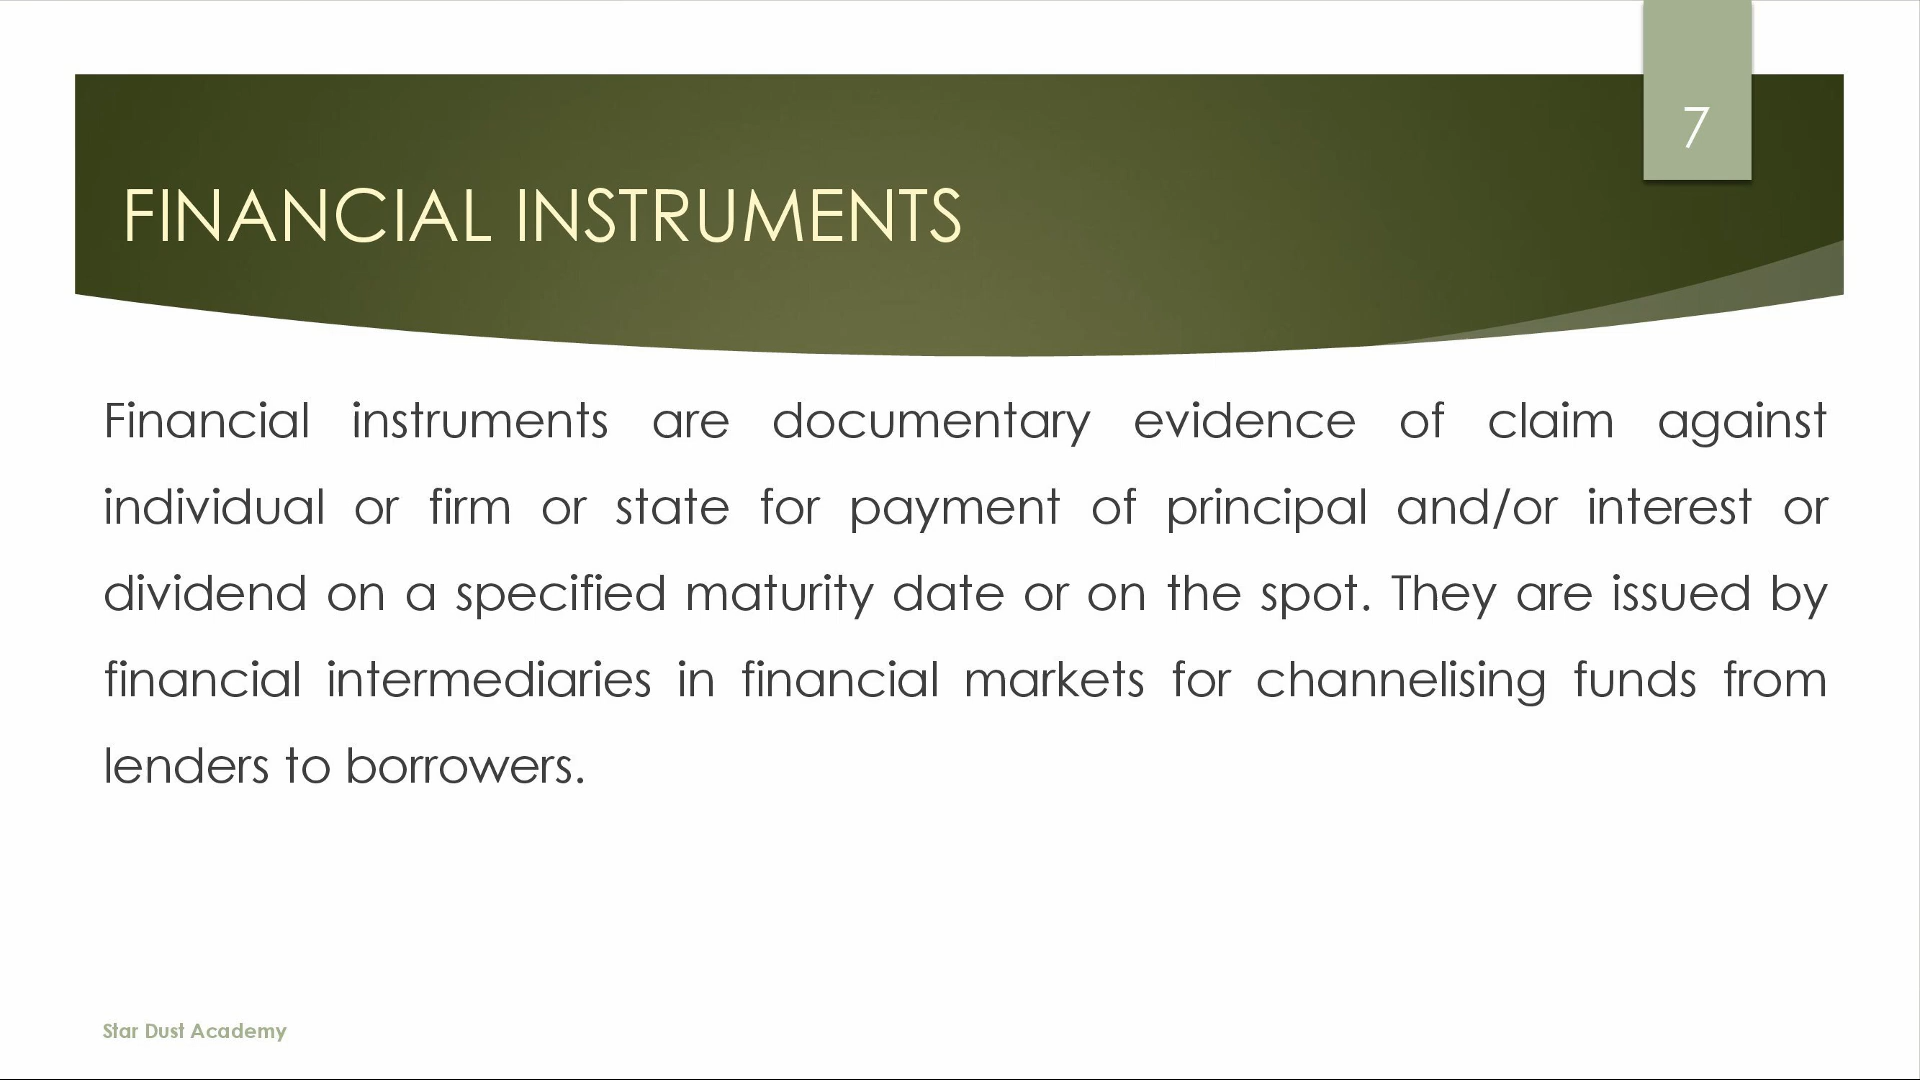 7
FINANCIAL INSTRUMENTS
Financial instruments are documentary evidence of claim against
individual or firm or state for payment of principal and/or interest or
dividend on a specified maturity date or on the spot. They are issued by
financial intermediaries in financial markets for channelising funds from
lenders to borrowers.
Star Dust Academy